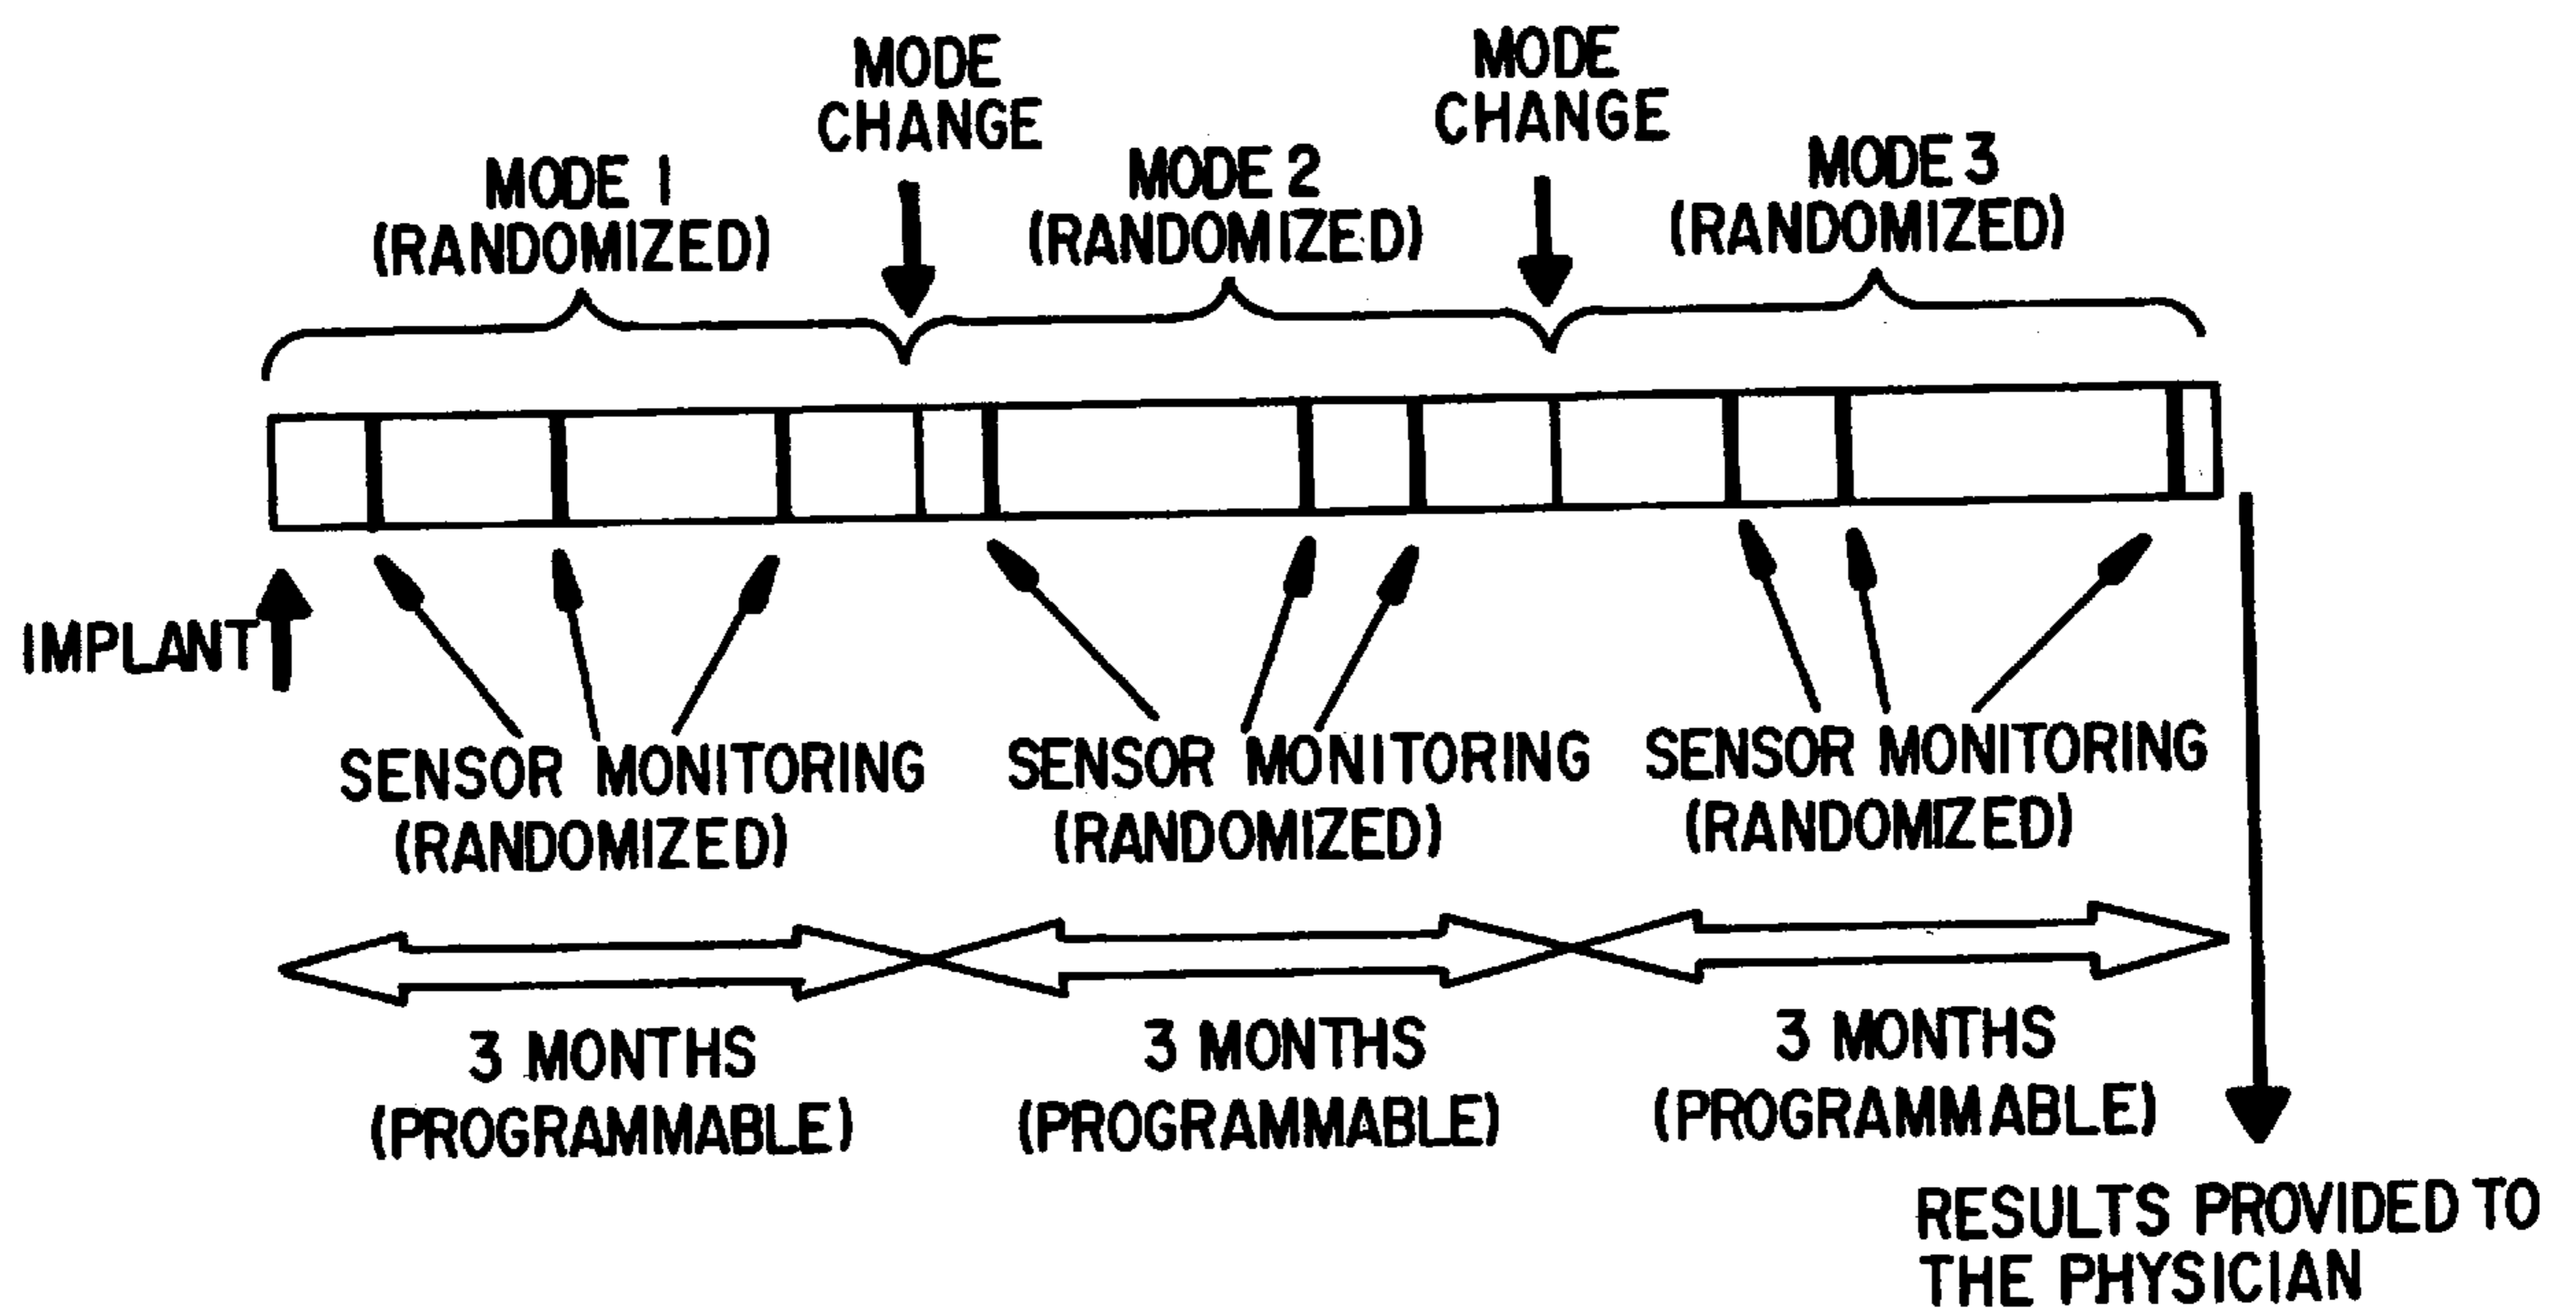 MODE
CHANGE
MODE
CHANGE
MODE 1
(RANDOMIZED)
MODE 2
(RANDOMIZED)
MODE 3
(RANDOMIZED)
IMPLANT
SENSOR MONITORING
(RANDOMIZED)
SENSOR MONITORING
(RANDOMIZED)
SENSOR MONITORING
(RANDOMIZED)
3 MONTHS
(PROGRAMMABLE)
3 MONTHS
(PROGRAMMABLE)
3 MONTHS
(PROGRAMMABLE)
RESULTS PROVIDED TO
THE PHYSICIAN